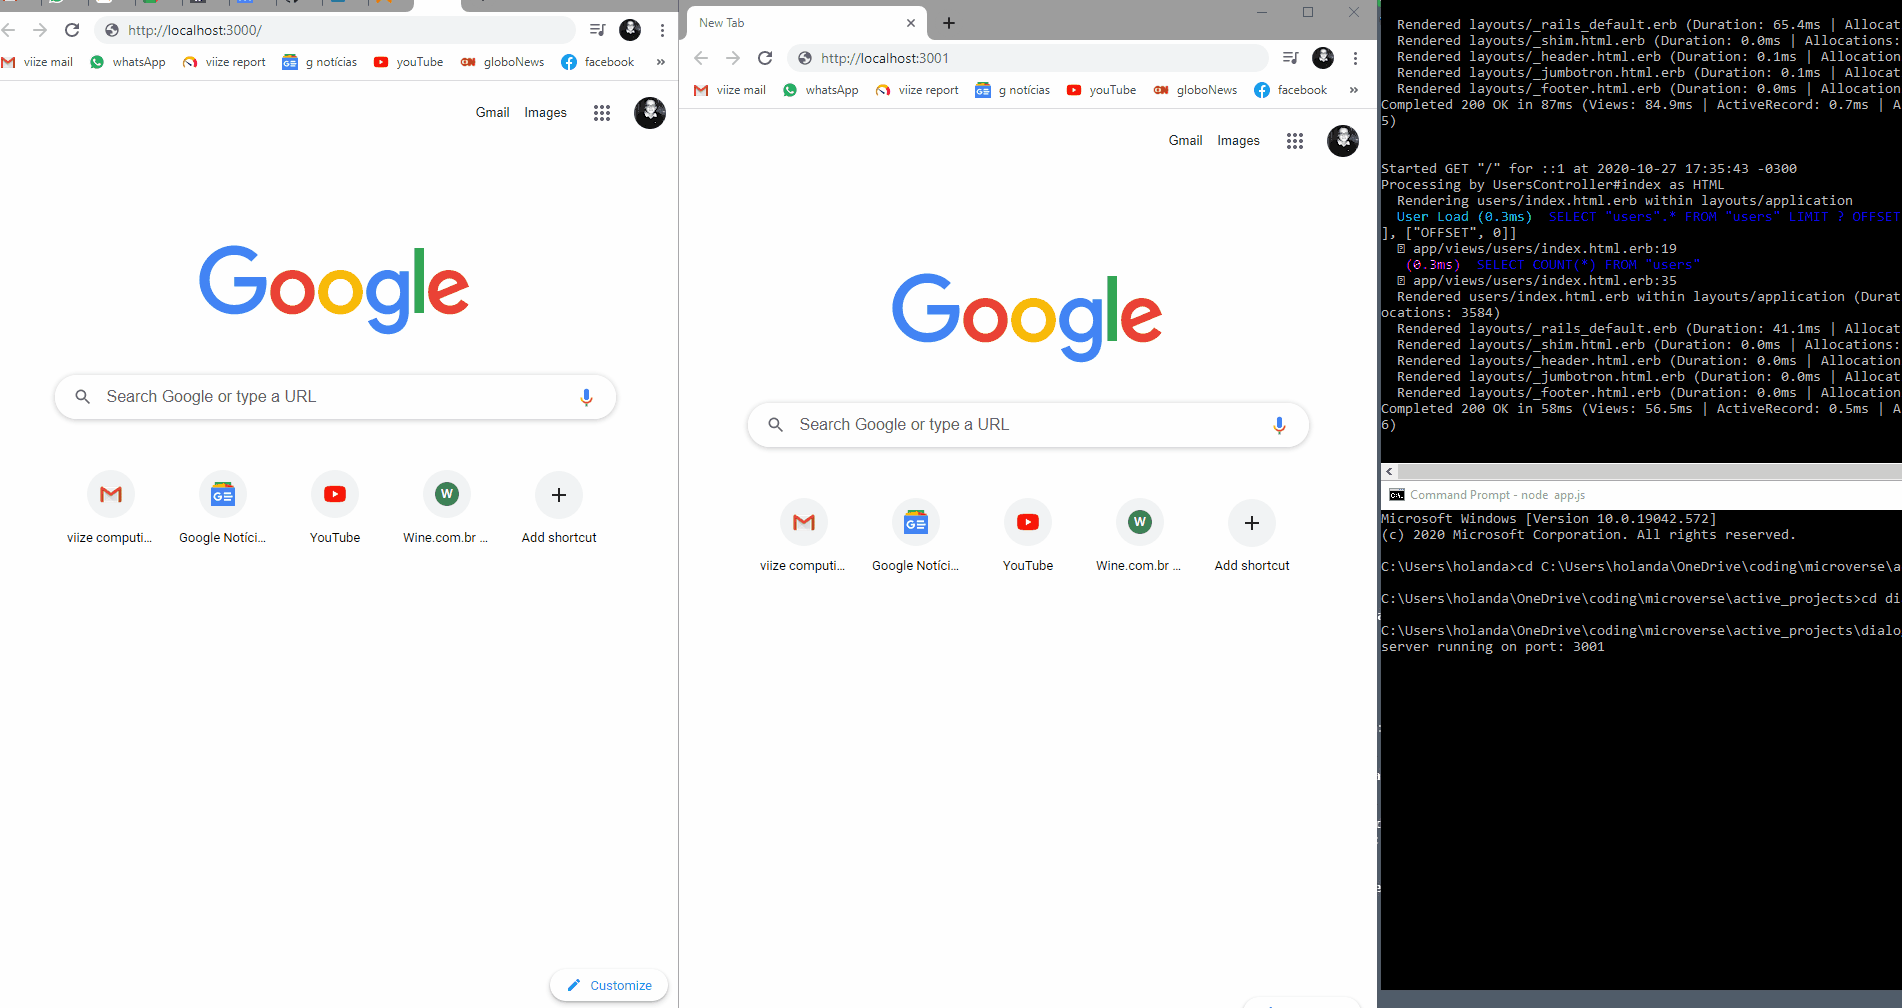 http://localhost:3000/
viize mail whatsApp viize report g notícias youTube globoNews facebook »
Gmail Images
Google
Search Google or type a URL
viize computi... Google Notíci... YouTube Wine.com.br ... Add shortcut
Customize
New Tab
http://localhost:3001
viize mail whatsApp viize report g notícias youTube globoNews facebook »
Gmail Images
Google
Search Google or type a URL
viize computi... Google Notíci... YouTube Wine.com.br ... Add shortcut
Rendered layouts/_rails_default.erb (Duration: 65.4ms | Allocat
Rendered layouts/_shim.html.erb (Duration: 0.0ms | Allocations:
Rendered layouts/_header.html.erb (Duration: 0.1ms | Allocation
Rendered layouts/_jumbotron.html.erb (Duration: 0.1ms | Allocat
Rendered layouts/_footer.html.erb (Duration: 0.0ms | Allocation
Completed 200 OK in 87ms (Views: 84.9ms | ActiveRecord: 0.7ms | A
5)
Started GET "/" for ::1 at 2020-10-27 17:35:43 -0300
Processing by UsersController#index as HTML
Rendering users/index.html.erb within layouts/application
User Load (0.3ms) SELECT "users".* FROM "users" LIMIT ? OFFSET
], ["OFFSET", 0]]
app/views/users/index.html.erb:19
(0.3ms) SELECT COUNT(*) FROM "users"
app/views/users/index.html.erb:35
Rendered users/index.html.erb within layouts/application (Durat
ocations: 3584)
Rendered layouts/_rails_default.erb (Duration: 41.1ms | Allocat
Rendered layouts/_shim.html.erb (Duration: 0.0ms | Allocations:
Rendered layouts/_header.html.erb (Duration: 0.0ms | Allocation
Rendered layouts/_jumbotron.html.erb (Duration: 0.0ms | Allocat
Rendered layouts/_footer.html.erb (Duration: 0.0ms | Allocation
Completed 200 OK in 58ms (Views: 56.5ms | ActiveRecord: 0.5ms | A
6)
Command Prompt - node app.js
Microsoft Windows [Version 10.0.19042.572]
(c) 2020 Microsoft Corporation. All rights reserved.
C:\Users\holanda>cd C:\Users\holanda\OneDrive\coding\microverse\a
C:\Users\holanda\OneDrive\coding\microverse\active_projects>cd di
C:\Users\holanda\OneDrive\coding\microverse\active_projects\dialo
server running on port: 3001